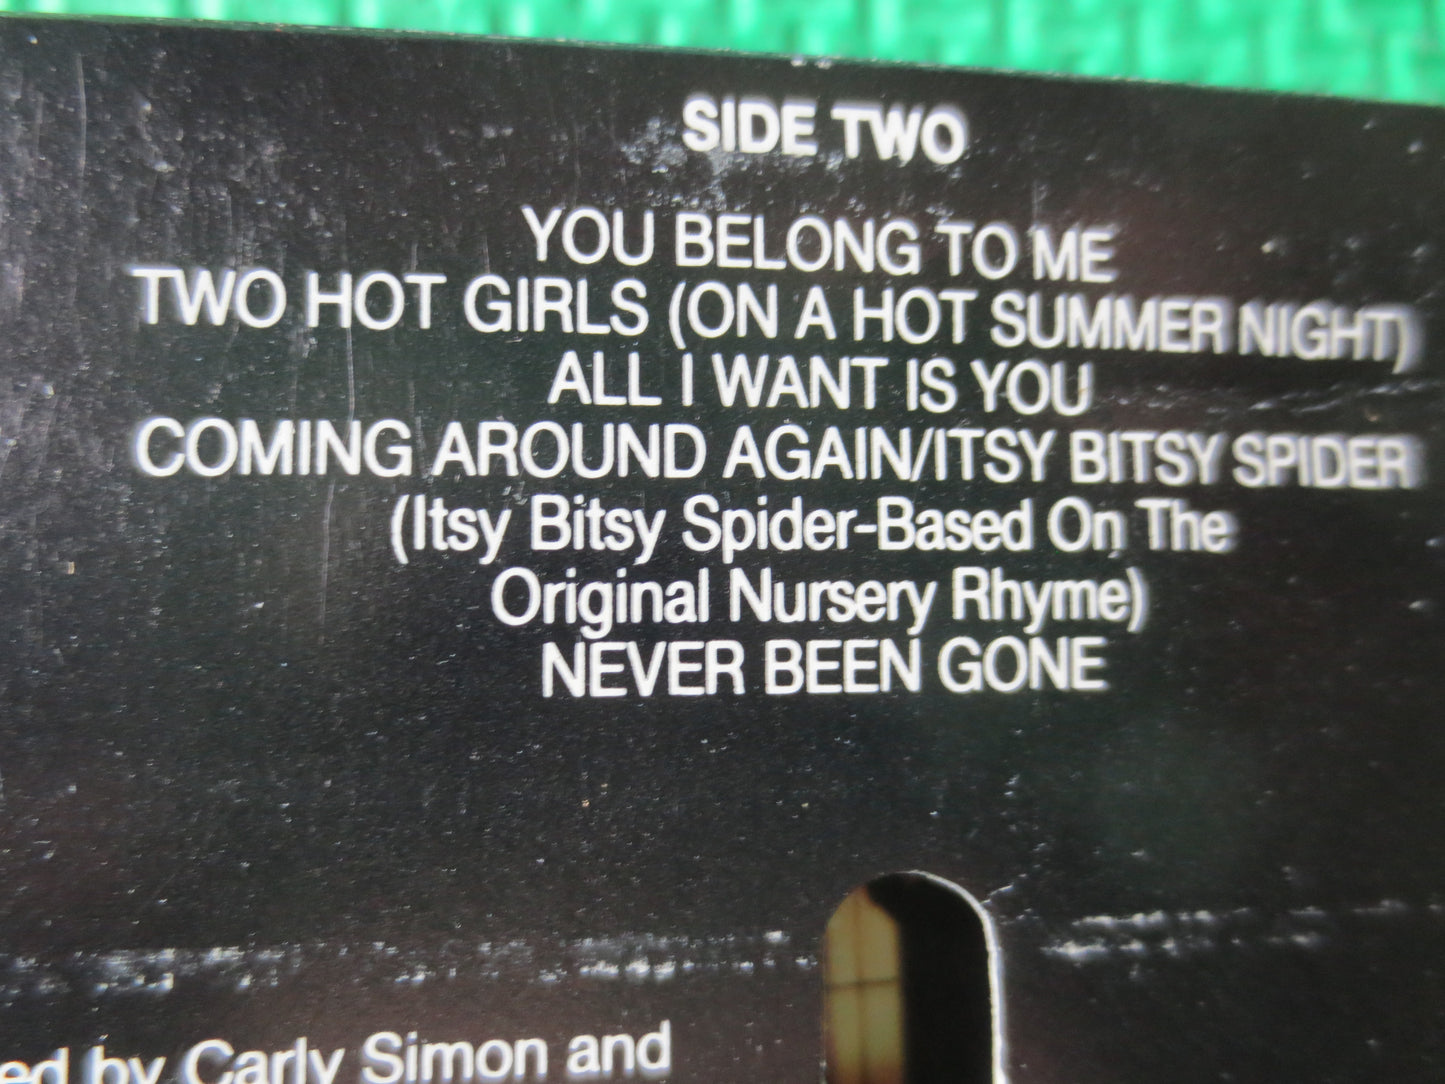 SIDE TWO
YOU BELONG TO ME
TWO HOT GIRLS (ON A HOT SUMMER NIGHT)
ALL I WANT IS YOU
COMING AROUND AGAIN/ITSY BITSY SPIDER
(Itsy Bitsy Spider-Based On The
Original Nursery Rhyme)
NEVER BEEN GONE
by Carly Simon and